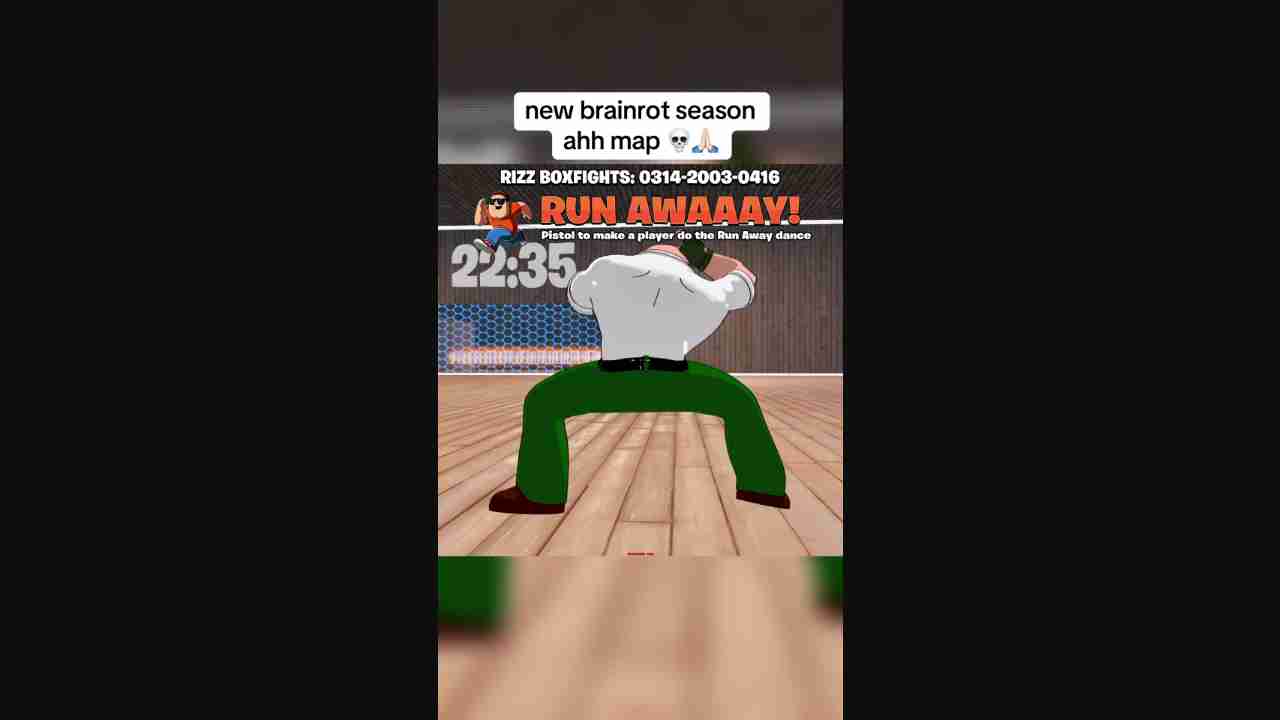 new brainrot season
ahh map 💀🙏🏻
RIZZ BOXFIGHTS: 0314-2003-0416
RUN AWAAAY!
Pistol to make a player do the Run Away dance
22:35